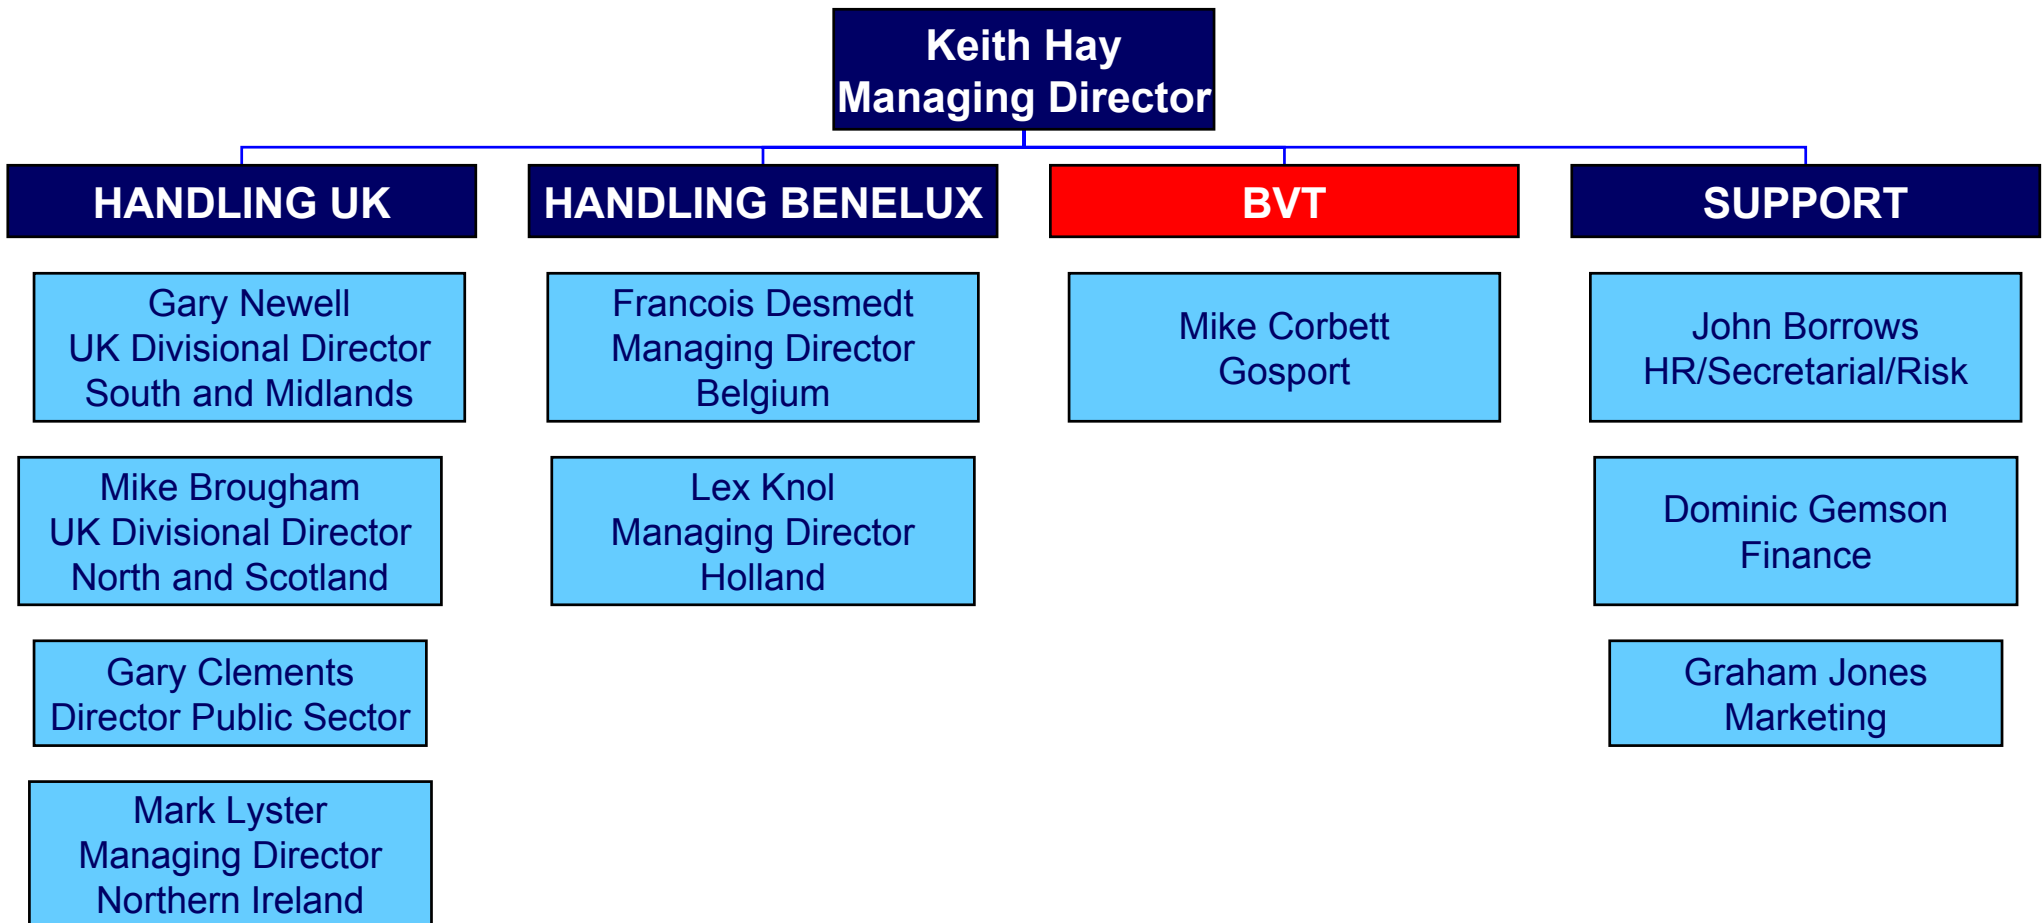 Keith Hay
Managing Director
HANDLING UK
Gary Newell
UK Divisional Director
South and Midlands
Mike Brougham
UK Divisional Director
North and Scotland
Gary Clements
Director Public Sector
Mark Lyster
Managing Director
Northern Ireland
HANDLING BENELUX
Francois Desmedt
Managing Director
Belgium
Lex Knol
Managing Director
Holland
BVT
Mike Corbett
Gosport
SUPPORT
John Borrows
HR/Secretarial/Risk
Dominic Gemson
Finance
Graham Jones
Marketing